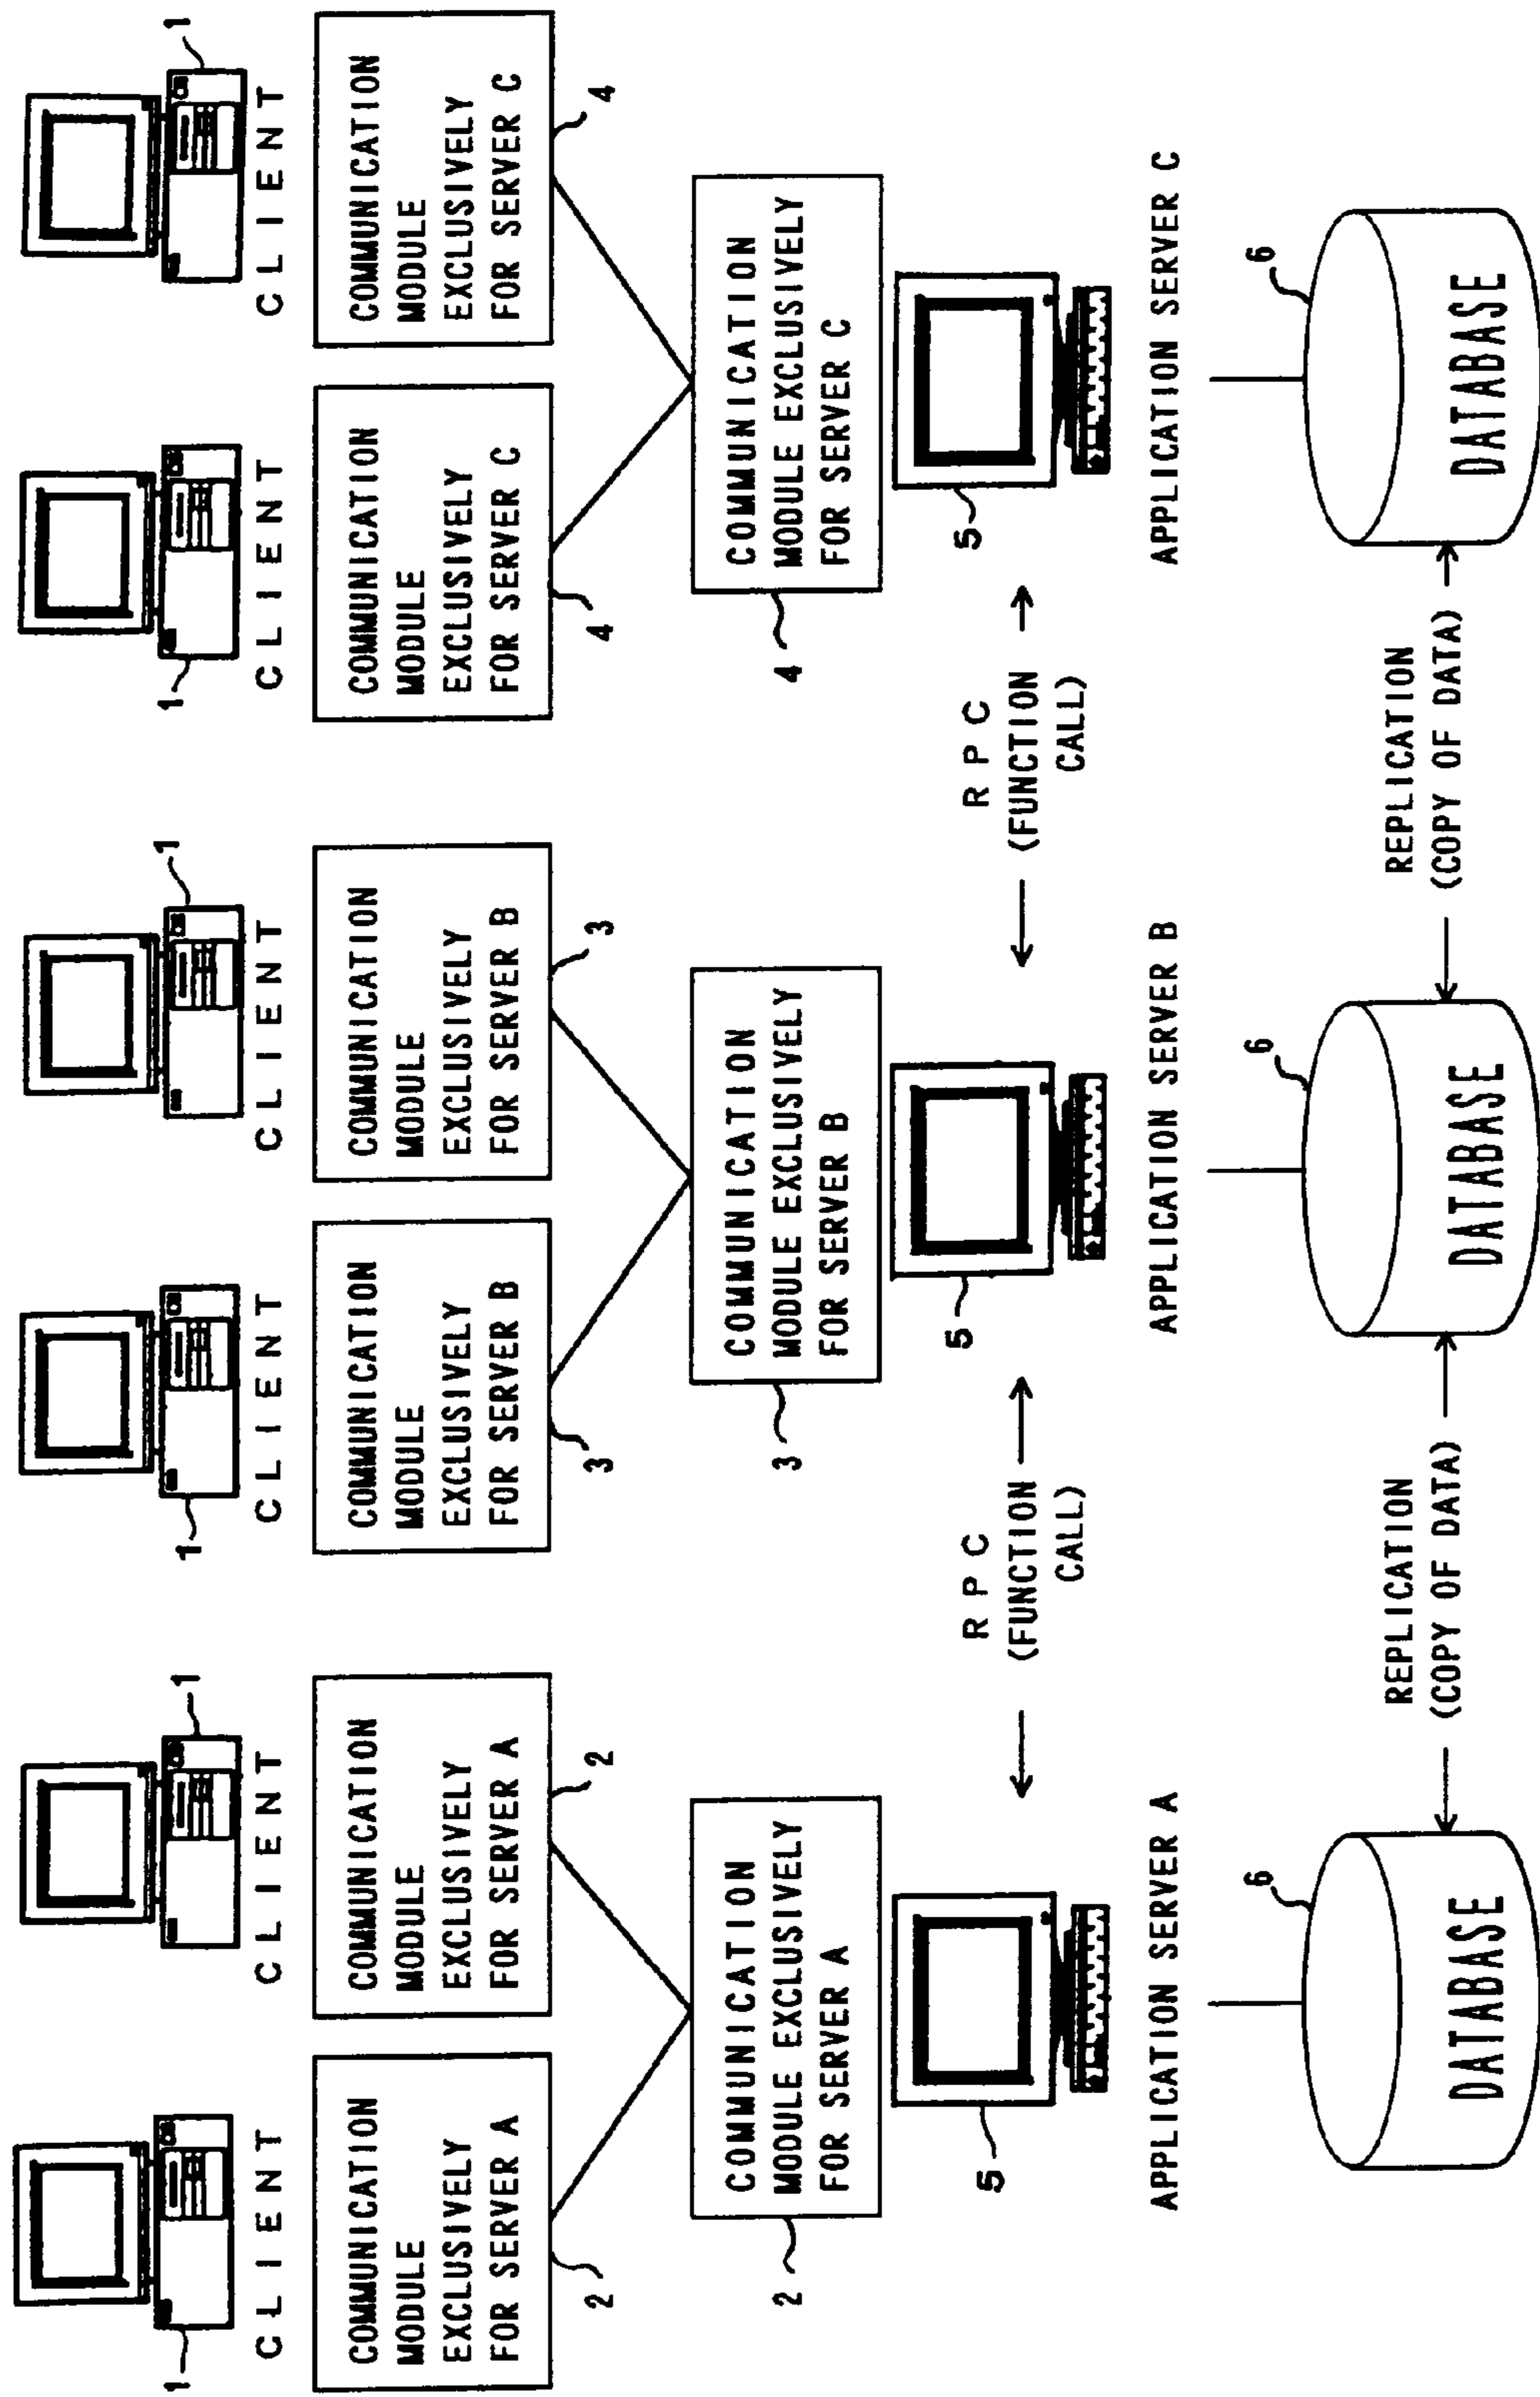 1
1
1
1
1
1
CLIENT
CLIENT
CLIENT
CLIENT
CLIENT
CLIENT
COMMUNICATION
MODULE
EXCLUSIVELY
FOR SERVER A
COMMUNICATION
MODULE
EXCLUSIVELY
FOR SERVER A
COMMUNICATION
MODULE
EXCLUSIVELY
FOR SERVER B
COMMUNICATION
MODULE
EXCLUSIVELY
FOR SERVER B
COMMUNICATION
MODULE
EXCLUSIVELY
FOR SERVER C
COMMUNICATION
MODULE
EXCLUSIVELY
FOR SERVER C
2
2
3
3
4
4
COMMUNICATION
MODULE EXCLUSIVELY
FOR SERVER A
2
COMMUNICATION
MODULE EXCLUSIVELY
FOR SERVER B
3
COMMUNICATION
MODULE EXCLUSIVELY
FOR SERVER C
4
5
RPC
(FUNCTION
CALL)
5
RPC
(FUNCTION
CALL)
5
APPLICATION SERVER A
APPLICATION SERVER B
APPLICATION SERVER C
6
6
6
DATABASE
REPLICATION
(COPY OF DATA)
DATABASE
REPLICATION
(COPY OF DATA)
DATABASE